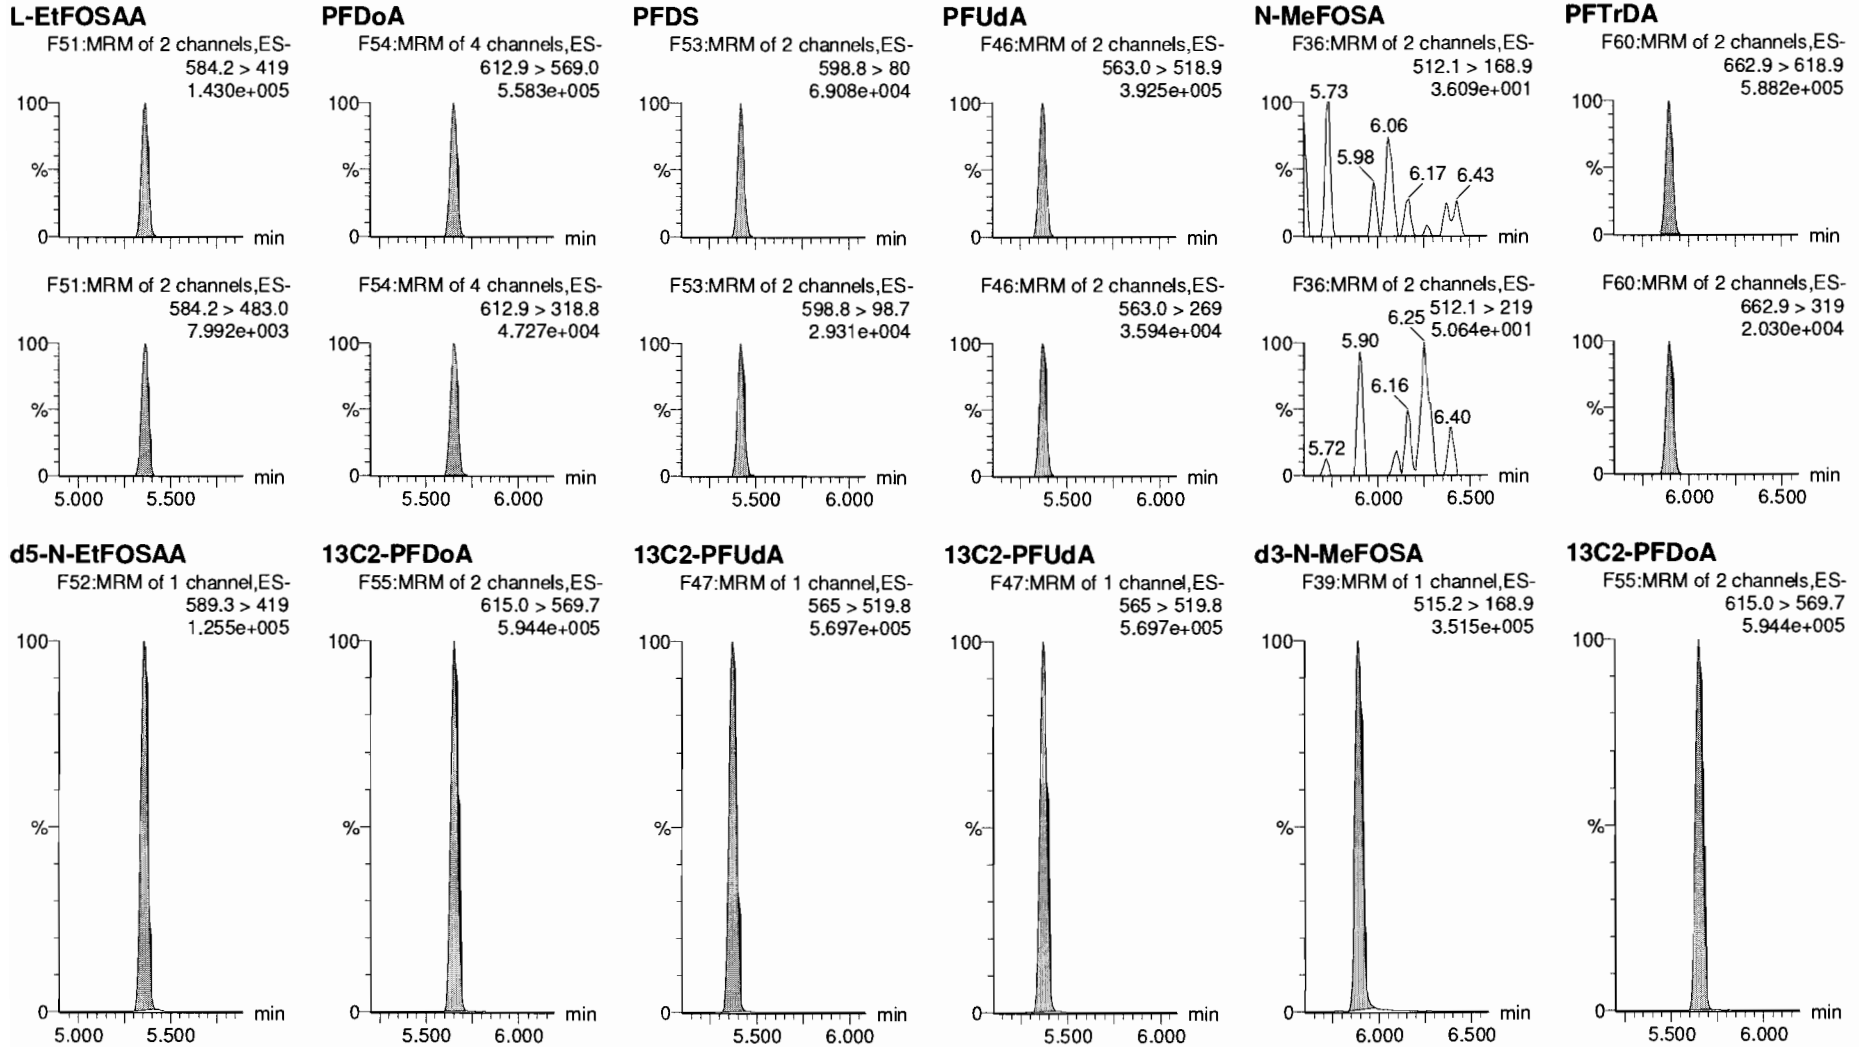 L-EtFOSAA
F51:MRM of 2 channels,ES-
584.2 > 419
1.430e+005
100
%
0
min
F51:MRM of 2 channels,ES-
584.2 > 483.0
7.992e+003
100
%
0
min
5.000 5.500
PFDoA
F54:MRM of 4 channels,ES-
612.9 > 569.0
5.583e+005
100
%
0
min
F54:MRM of 4 channels,ES-
612.9 > 318.8
4.727e+004
100
%
0
min
5.500 6.000
PFDS
F53:MRM of 2 channels,ES-
598.8 > 80
6.908e+004
100
%
0
min
F53:MRM of 2 channels,ES-
598.8 > 98.7
2.931e+004
100
%
0
min
5.500 6.000
PFUdA
F46:MRM of 2 channels,ES-
563.0 > 518.9
3.925e+005
100
%
0
min
F46:MRM of 2 channels,ES-
563.0 > 269
3.594e+004
100
%
0
min
5.500 6.000
N-MeFOSA
F36:MRM of 2 channels,ES-
512.1 > 168.9
3.609e+001
100
5.73
6.06
5.98
6.17
6.43
%
0
min
F36:MRM of 2 channels,ES-
512.1 > 219
5.064e+001
6.25
100
5.90
6.16
6.40
5.72
%
0
min
6.000 6.500
PFTrDA
F60:MRM of 2 channels,ES-
662.9 > 618.9
5.882e+005
100
%
0
min
F60:MRM of 2 channels,ES-
662.9 > 319
2.030e+004
100
%
0
min
6.000 6.500
d5-N-EtFOSAA
F52:MRM of 1 channel,ES-
589.3 > 419
1.255e+005
100
%
0
min
5.000 5.500
13C2-PFDoA
F55:MRM of 2 channels,ES-
615.0 > 569.7
5.944e+005
100
%
0
min
5.500 6.000
13C2-PFUdA
F47:MRM of 1 channel,ES-
565 > 519.8
5.697e+005
100
%
0
min
5.500 6.000
13C2-PFUdA
F47:MRM of 1 channel,ES-
565 > 519.8
5.697e+005
100
%
0
min
5.500 6.000
d3-N-MeFOSA
F39:MRM of 1 channel,ES-
515.2 > 168.9
3.515e+005
100
%
0
min
6.000 6.500
13C2-PFDoA
F55:MRM of 2 channels,ES-
615.0 > 569.7
5.944e+005
100
%
0
min
5.500 6.000